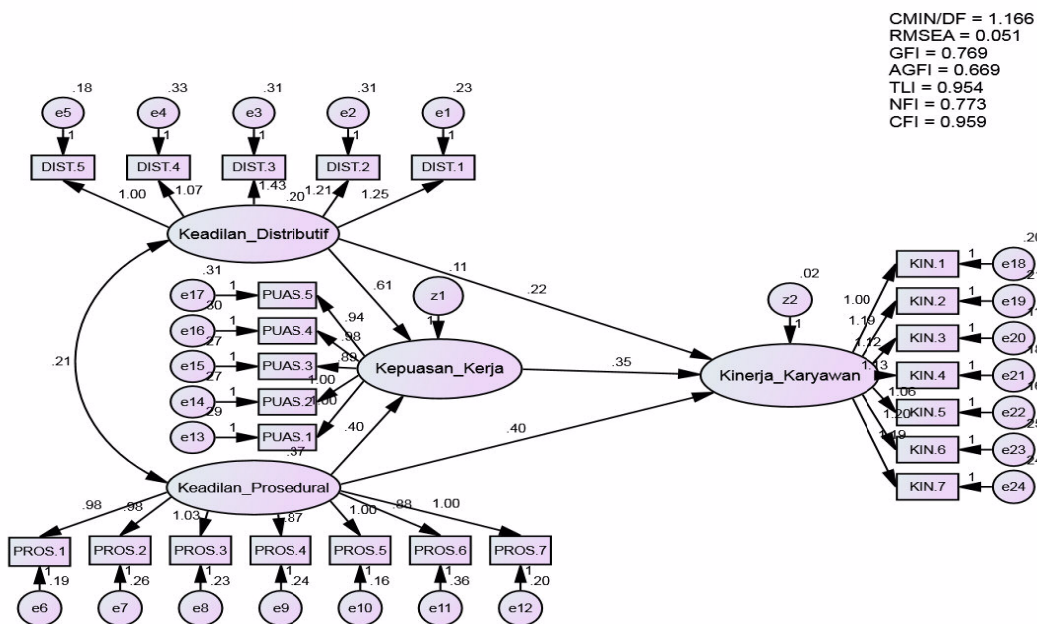 CMIN/DF = 1.166
RMSEA = 0.051
GFI = 0.769
AGFI = 0.669
TLI = 0.954
NFI = 0.773
CFI = 0.959
.18 .33 .31 .31 .23
e5 e4 e3 e2 e1
1 1 1 1 1
DIST.5 DIST.4 DIST.3 DIST.2 DIST.1
1.00 1.07 1.43 1.21 1.25
.20
Keadilan_Distributif
.61 .11 .22
.21
.31
e17 1 PUAS.5 .94
.30
e16 1 PUAS.4 .98
.27
e15 1 PUAS.3 .89
.27
e14 1 PUAS.2 1.00
.29
e13 1 PUAS.1 1.00
z1
1
Kepuasan_Kerja
.35
.40 .40
.02
z2
1
Kinerja_Karyawan
.20
1.00 KIN.1 1 e18
1.19 KIN.2 1 e19
1.12 KIN.3 1 e20
1.13 KIN.4 1 e21
1.06 KIN.5 1 e22
1.20 KIN.6 1 e23
1.19 KIN.7 1 e24
.37
Keadilan_Prosedural
.98 .98 1.03 .87 1.00 .88 1.00
PROS.1 PROS.2 PROS.3 PROS.4 PROS.5 PROS.6 PROS.7
1 1 1 1 1 1 1
.19 .26 .23 .24 .16 .36 .20
e6 e7 e8 e9 e10 e11 e12